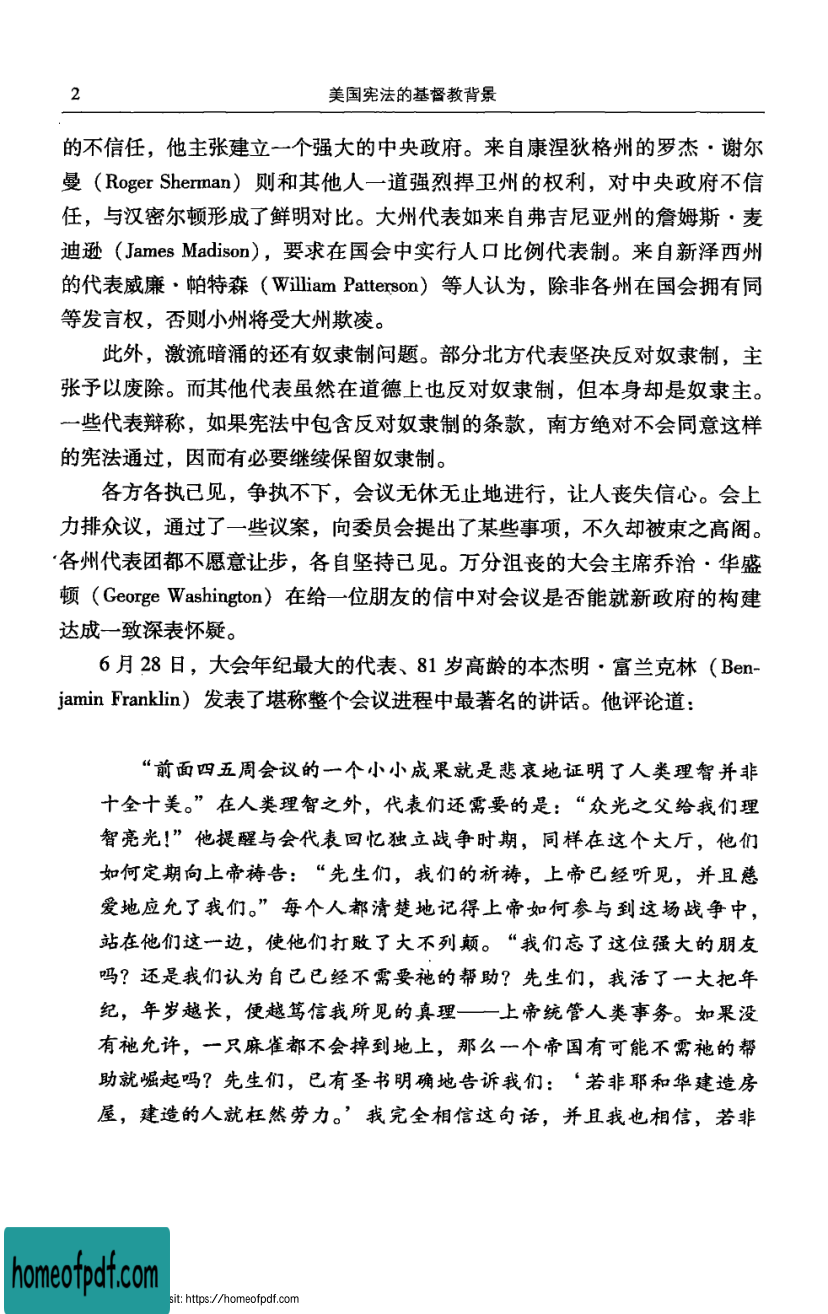 2
美国宪法的基督教背景
的不信任，他主张建立一个强大的中央政府。来自康涅狄格州的罗杰·谢尔
曼（Roger Sherman）则和其他人一道强烈捍卫州的权利，对中央政府不信
任，与汉密尔顿形成了鲜明对比。大州代表如来自弗吉尼亚州的詹姆斯·麦
迪逊（James Madison），要求在国会中实行人口比例代表制。来自新泽西州
的代表威廉·帕特森（William Patterson）等人认为，除非各州在国会拥有同
等发言权，否则小州将受大州欺凌。
此外，激流暗涌的还有奴隶制问题。部分北方代表坚决反对奴隶制，主
张予以废除。而其他代表虽然在道德上也反对奴隶制，但本身却是奴隶主。
一些代表辩称，如果宪法中包含反对奴隶制的条款，南方绝对不会同意这样
的宪法通过，因而有必要继续保留奴隶制。
各方各执己见，争执不下，会议无休无止地进行，让人丧失信心。会上
力排众议，通过了一些议案，向委员会提出了某些事项，不久却被束之高阁。
各州代表团都不愿意让步，各自坚持己见。万分沮丧的大会主席乔治·华盛
顿（George Washington）在给一位朋友的信中对会议是否能就新政府的构建
达成一致深表怀疑。
6月28日，大会年纪最大的代表、81岁高龄的本杰明·富兰克林（Ben-
jamin Franklin）发表了堪称整个会议进程中最著名的讲话。他评论道：
“前面四五周会议的一个小小成果就是悲哀地证明了人类理智并非
十全十美。”在人类理智之外，代表们还需要的是：“众光之父给我们理
智亮光！”他提醒与会代表回忆独立战争时期，同样在这个大厅，他们
如何定期向上帝祷告：“先生们，我们的祈祷，上帝已经听见，并且慈
爱地应允了我们。”每个人都清楚地记得上帝如何参与到这场战争中，
站在他们这一边，使他们打败了大不列颠。“我们忘了这位强大的朋友
吗？还是我们认为自己已经不需要祂的帮助？先生们，我活了一大把年
纪，年岁越长，便越笃信我所见的真理——上帝统管人类事务。如果没
有祂允许，一只麻雀都不会掉到地上，那么一个帝国有可能不需祂的帮
助就崛起吗？先生们，已有圣书明确地告诉我们：‘若非耶和华建造房
屋，建造的人就枉然劳力。’我完全相信这句话，并且我也相信，若非
homeofpdf.com
sit: https://homeofpdf.com